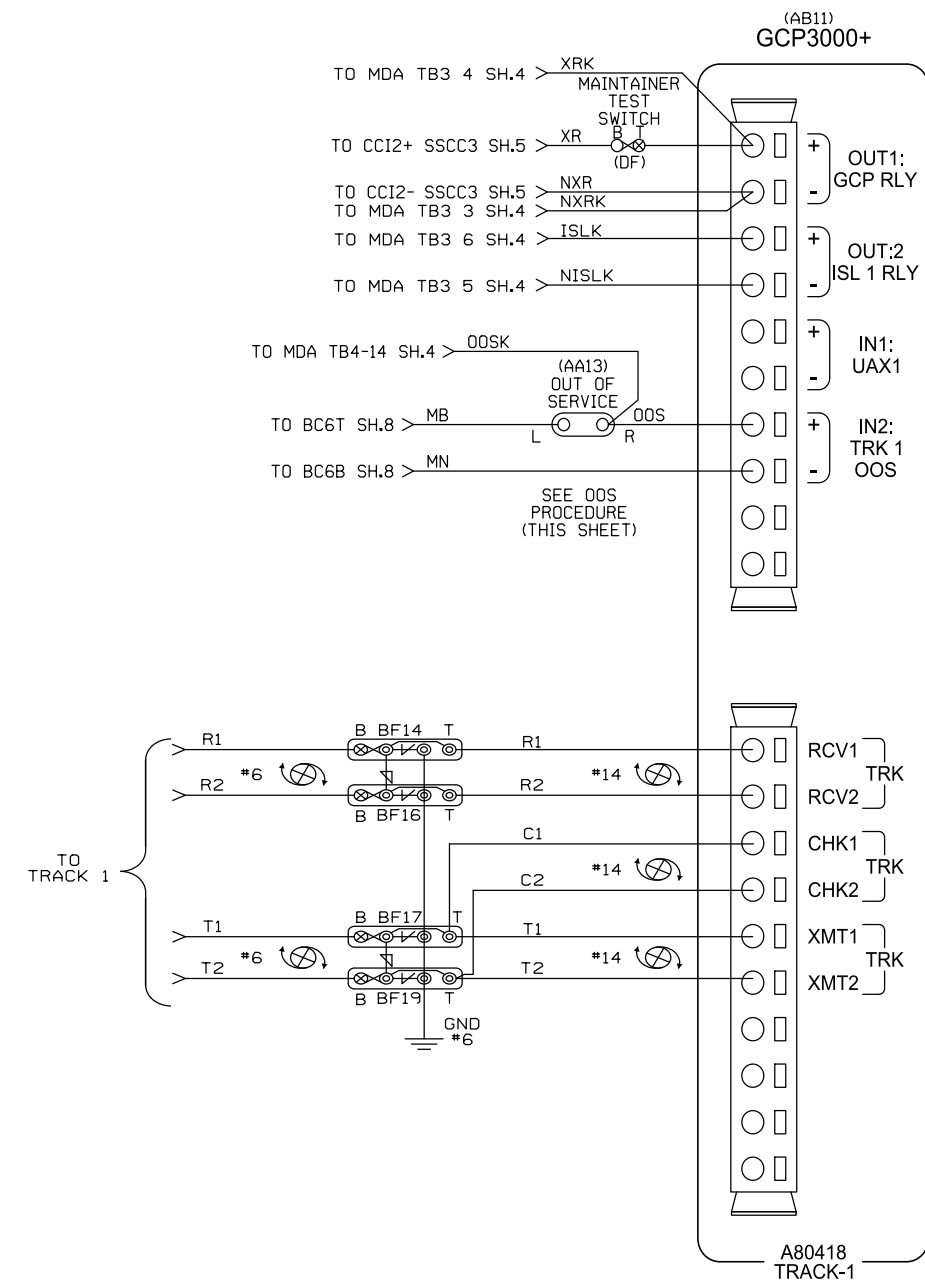 (AB11)
GCP3000+
TO MDA TB3 4 SH.4
XRK
MAINTAINER
TEST
SWITCH
B T
TO CCI2+ SSCC3 SH.5
XR
(DF)
+
-
OUT1:
GCP RLY
TO CCI2- SSCC3 SH.5
NXR
TO MDA TB3 3 SH.4
NXRK
TO MDA TB3 6 SH.4
ISLK
+
-
OUT:2
ISL 1 RLY
TO MDA TB3 5 SH.4
NISLK
+
-
IN1:
UAX1
TO MDA TB4-14 SH.4
OOSK
(AA13)
OUT OF
SERVICE
TO BC6T SH.8
MB
L
R
OOS
+
-
IN2:
TRK 1
OOS
TO BC6B SH.8
MN
SEE OOS
PROCEDURE
(THIS SHEET)
R1
B BF14 T
R1
RCV1
#6
#14
TRK
R2
B BF16 T
R2
RCV2
C1
CHK1
#14
TRK
C2
CHK2
TO
TRACK 1
T1
B BF17 T
T1
XMT1
#6
#14
TRK
T2
B BF19 T
T2
XMT2
GND
#6
A80418
TRACK-1